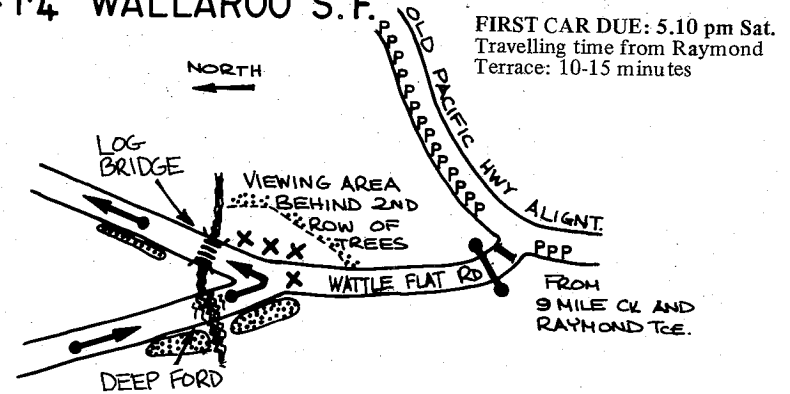 WALLAROO S.F.
FIRST CAR DUE: 5.10 pm Sat.
Travelling time from Raymond
Terrace: 10-15 minutes
NORTH
OLD PACIFIC HWY ALIGNT.
PPPPPPPPPPPPPPPP
LOG
BRIDGE
VIEWING AREA
BEHIND 2ND
ROW OF
TREES
PPP
WATTLE FLAT RD
FROM
9 MILE CK AND
RAYMOND TCE.
DEEP FORD